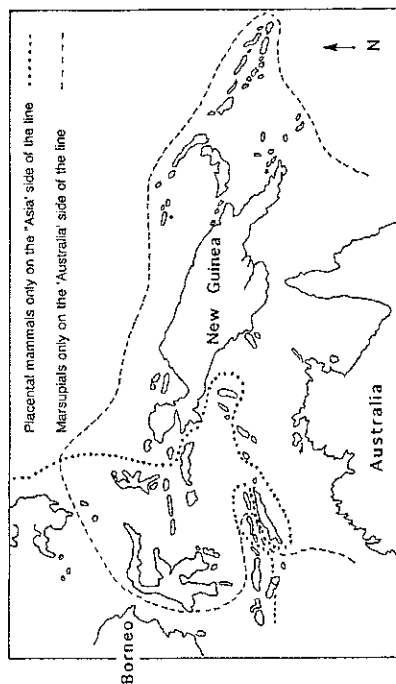 Placental mammals only on the "Asia' side of the line
Marsupials only on the 'Australia' side of the line
Borneo
New Guinea
Australia
N